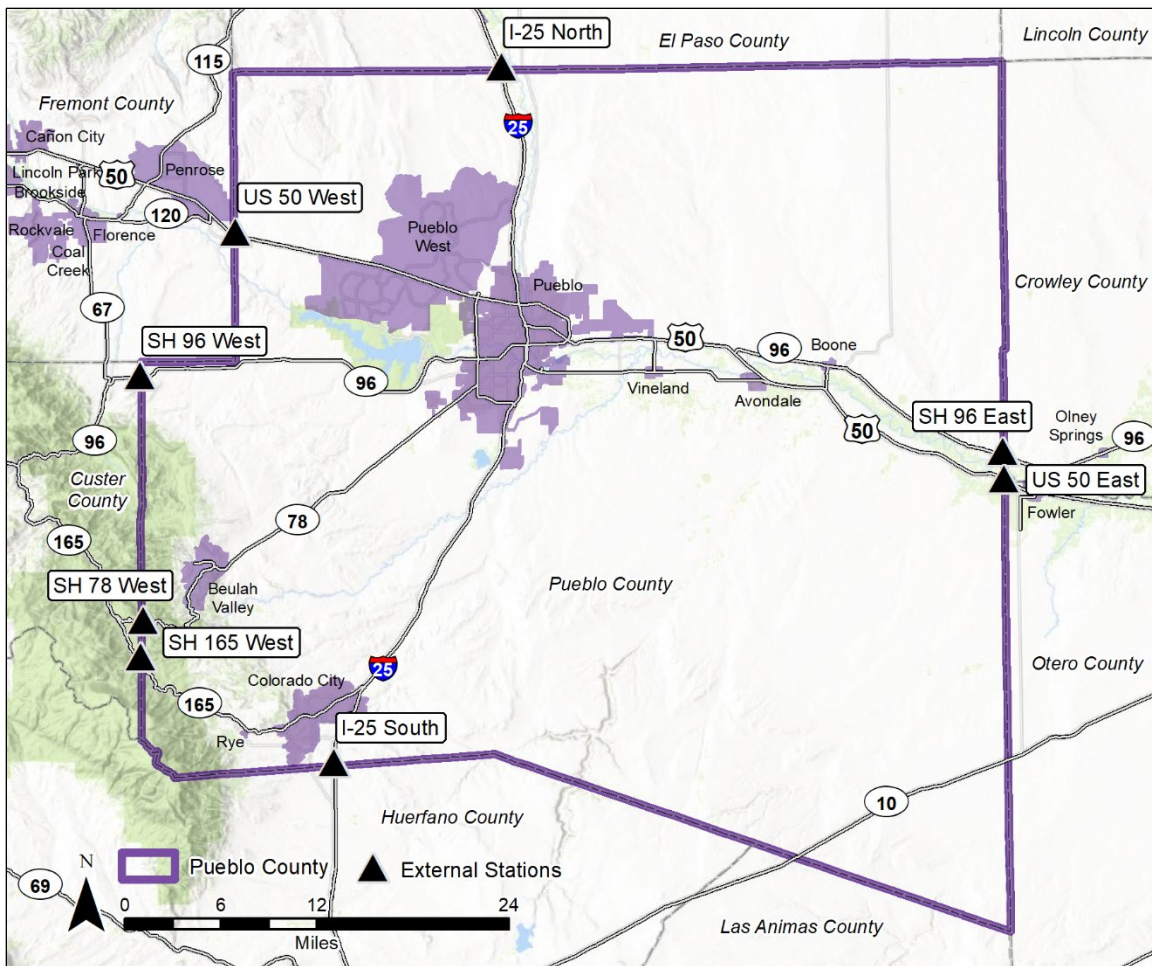 I-25 North
El Paso County
Lincoln County
115
Fremont County
25
Cañon City
Lincoln Park
50
Penrose
Brookside
US 50 West
120
Rockvale
Florence
Coal
Creek
Pueblo
West
Pueblo
Crowley County
67
SH 96 West
50
96
Boone
96
Vineland
Avondale
SH 96 East
Olney
Springs
96
96
50
US 50 East
Custer
County
Fowler
78
165
Beulah
Valley
Pueblo County
SH 78 West
SH 165 West
Otero County
Colorado City
25
165
Rye
I-25 South
10
Huerfano County
N
Pueblo County
External Stations
69
0 6 12 24
Miles
Las Animas County